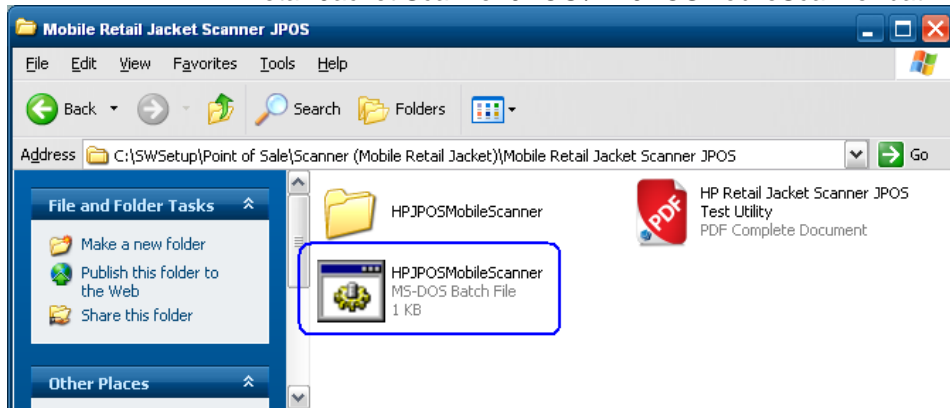 Mobile Retail Jacket Scanner JPOS
File Edit View Favorites Tools Help
Back Search Folders
Address C:\SWSetup\Point of Sale\Scanner (Mobile Retail Jacket)\Mobile Retail Jacket Scanner JPOS Go
File and Folder Tasks
Make a new folder
Publish this folder to
the Web
Share this folder
Other Places
HPJPOSMobileScanner
HP Retail Jacket Scanner JPOS
Test Utility
PDF Complete Document
PDF
HPJPOSMobileScanner
MS-DOS Batch File
1 KB